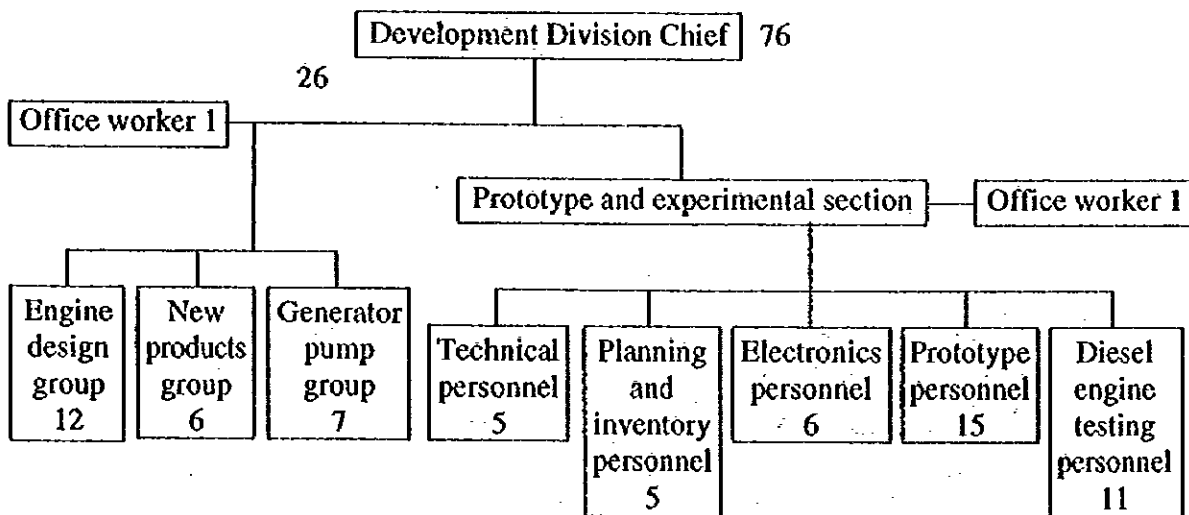 Development Division Chief 76
26
Office worker 1
Prototype and experimental section
Office worker 1
Engine
design
group
12
New
products
group
6
Generator
pump
group
7
Technical
personnel
5
Planning
and
inventory
personnel
5
Electronics
personnel
6
Prototype
personnel
15
Diesel
engine
testing
personnel
11